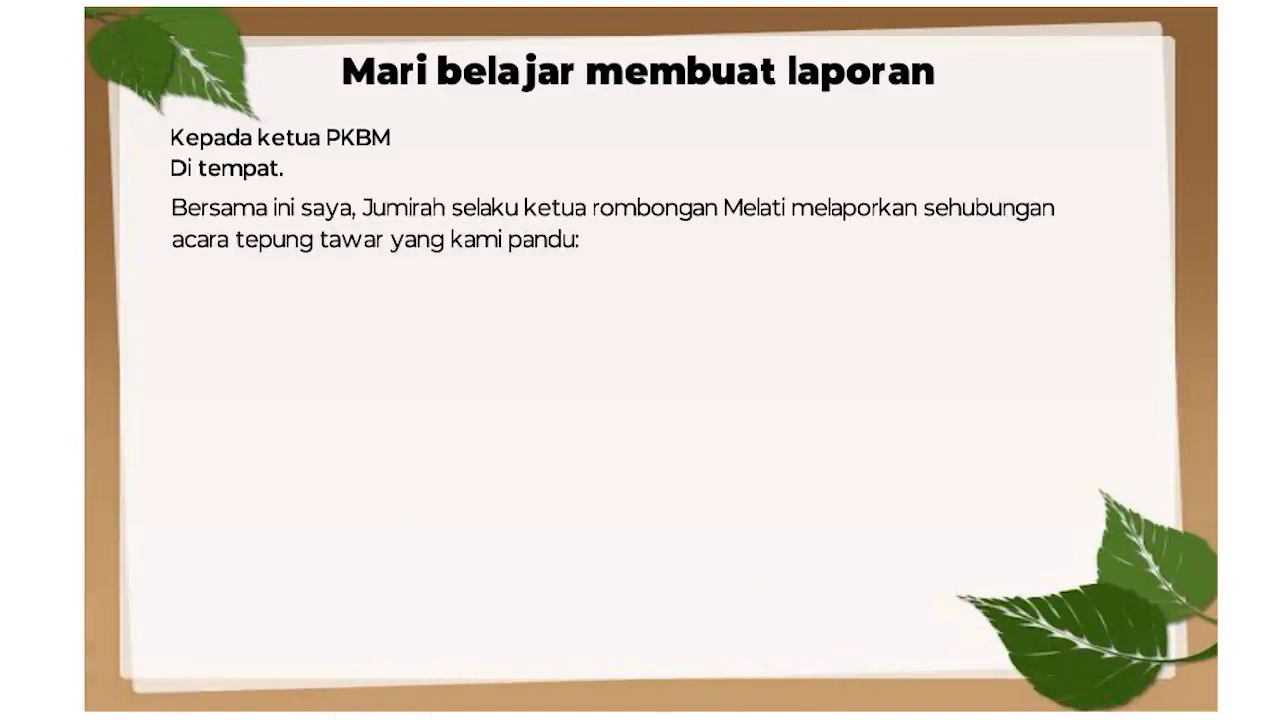 Mari belajar membuat laporan
Kepada ketua PKBM
Di tempat.
Bersama ini saya, Jumirah selaku ketua rombongan Melati melaporkan sehubungan
acara tepung tawar yang kami pandu: